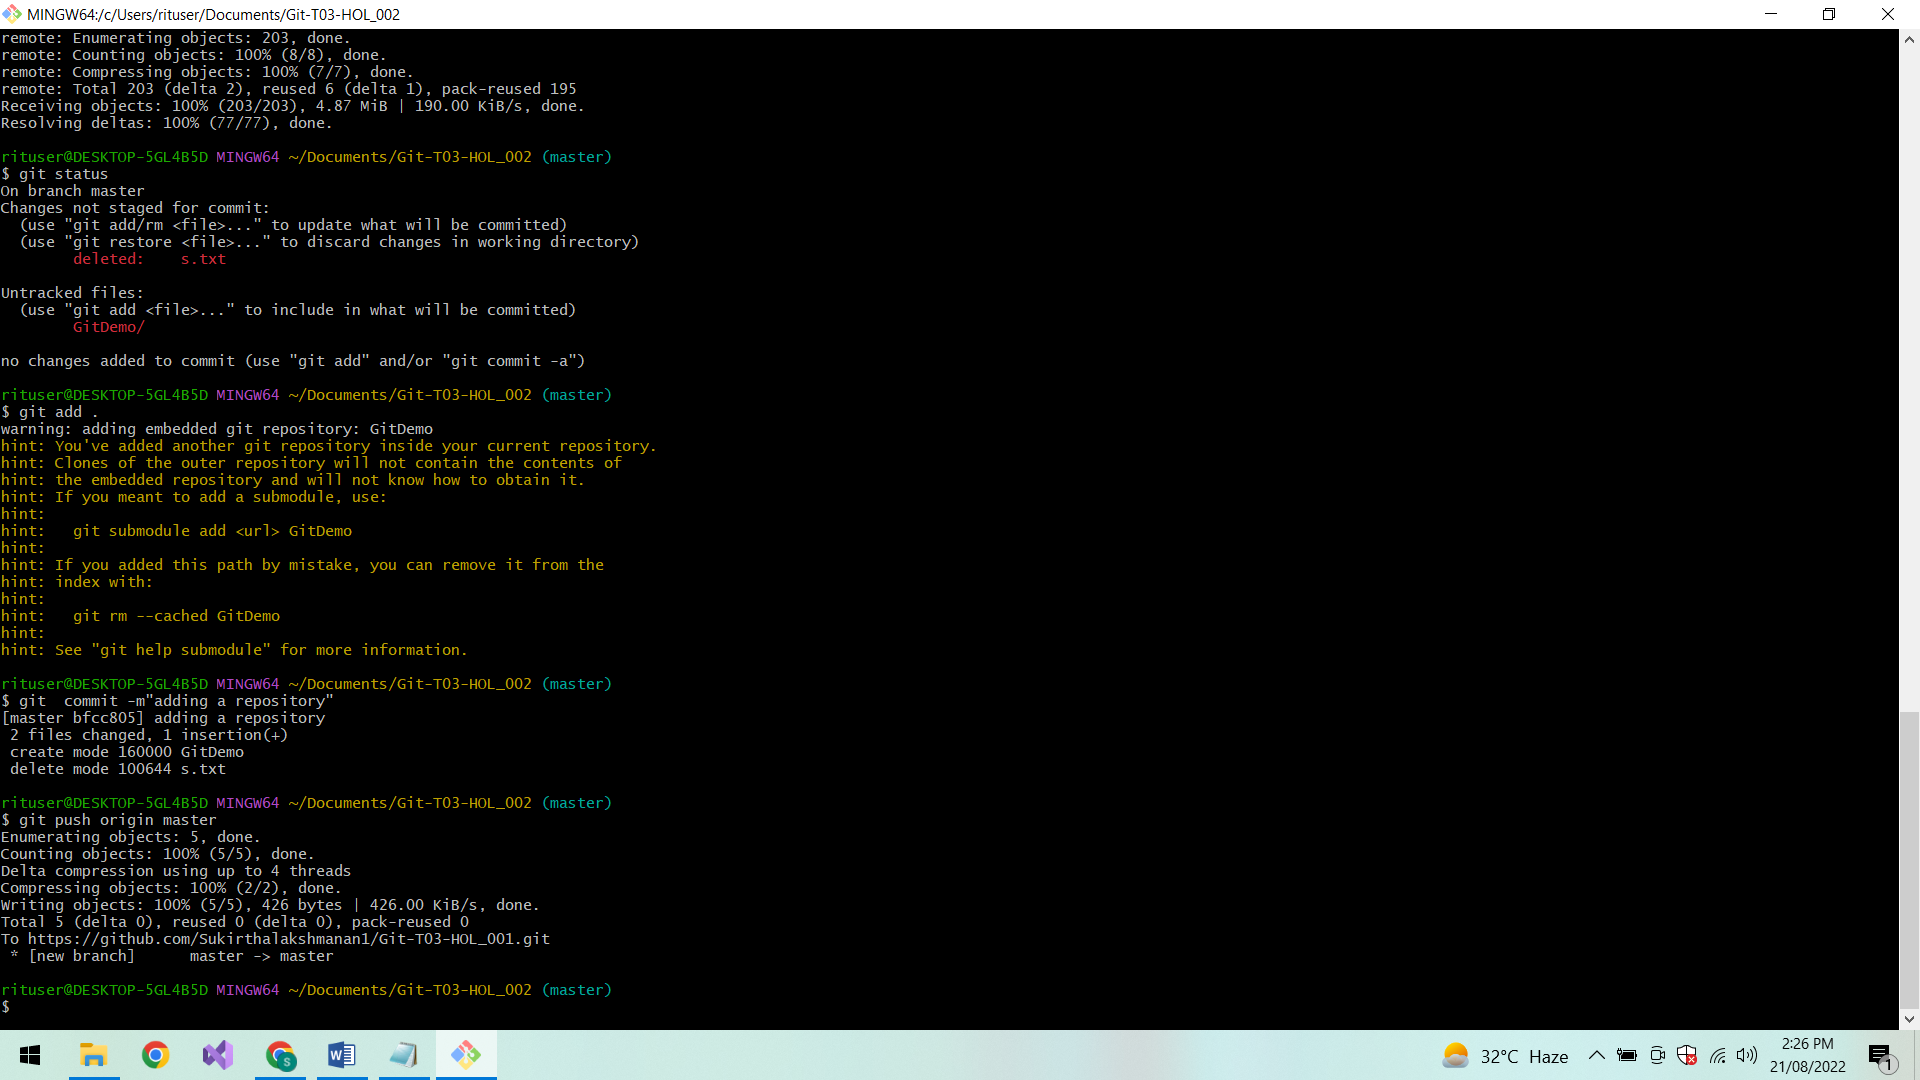 MINGW64:/c/Users/rituser/Documents/Git-T03-HOL_002
remote: Enumerating objects: 203, done.
remote: Counting objects: 100% (8/8), done.
remote: Compressing objects: 100% (7/7), done.
remote: Total 203 (delta 2), reused 6 (delta 1), pack-reused 195
Receiving objects: 100% (203/203), 4.87 MiB | 190.00 KiB/s, done.
Resolving deltas: 100% (77/77), done.
rituser@DESKTOP-5GL4B5D MINGW64 ~/Documents/Git-T03-HOL_002 (master)
$ git status
On branch master
Changes not staged for commit:
  (use "git add/rm <file>..." to update what will be committed)
  (use "git restore <file>..." to discard changes in working directory)
        deleted:    s.txt
Untracked files:
  (use "git add <file>..." to include in what will be committed)
        GitDemo/
no changes added to commit (use "git add" and/or "git commit -a")
rituser@DESKTOP-5GL4B5D MINGW64 ~/Documents/Git-T03-HOL_002 (master)
$ git add .
warning: adding embedded git repository: GitDemo
hint: You've added another git repository inside your current repository.
hint: Clones of the outer repository will not contain the contents of
hint: the embedded repository and will not know how to obtain it.
hint: If you meant to add a submodule, use:
hint:
hint:   git submodule add <url> GitDemo
hint:
hint: If you added this path by mistake, you can remove it from the
hint: index with:
hint:
hint:   git rm --cached GitDemo
hint:
hint: See "git help submodule" for more information.
rituser@DESKTOP-5GL4B5D MINGW64 ~/Documents/Git-T03-HOL_002 (master)
$ git  commit -m"adding a repository"
[master bfcc805] adding a repository
 2 files changed, 1 insertion(+)
 create mode 160000 GitDemo
 delete mode 100644 s.txt
rituser@DESKTOP-5GL4B5D MINGW64 ~/Documents/Git-T03-HOL_002 (master)
$ git push origin master
Enumerating objects: 5, done.
Counting objects: 100% (5/5), done.
Delta compression using up to 4 threads
Compressing objects: 100% (2/2), done.
Writing objects: 100% (5/5), 426 bytes | 426.00 KiB/s, done.
Total 5 (delta 0), reused 0 (delta 0), pack-reused 0
To https://github.com/Sukirthalakshmanan1/Git-T03-HOL_001.git
 * [new branch]      master -> master
rituser@DESKTOP-5GL4B5D MINGW64 ~/Documents/Git-T03-HOL_002 (master)
$
32°C Haze
2:26 PM
21/08/2022
1
S